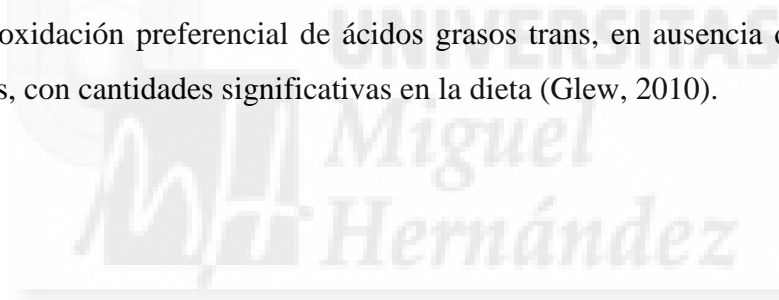 UNIVERSITAS
oxidación preferencial de ácidos grasos trans, en ausencia
s, con cantidades significativas en la dieta (Glew, 2010).
Miguel
Hernández